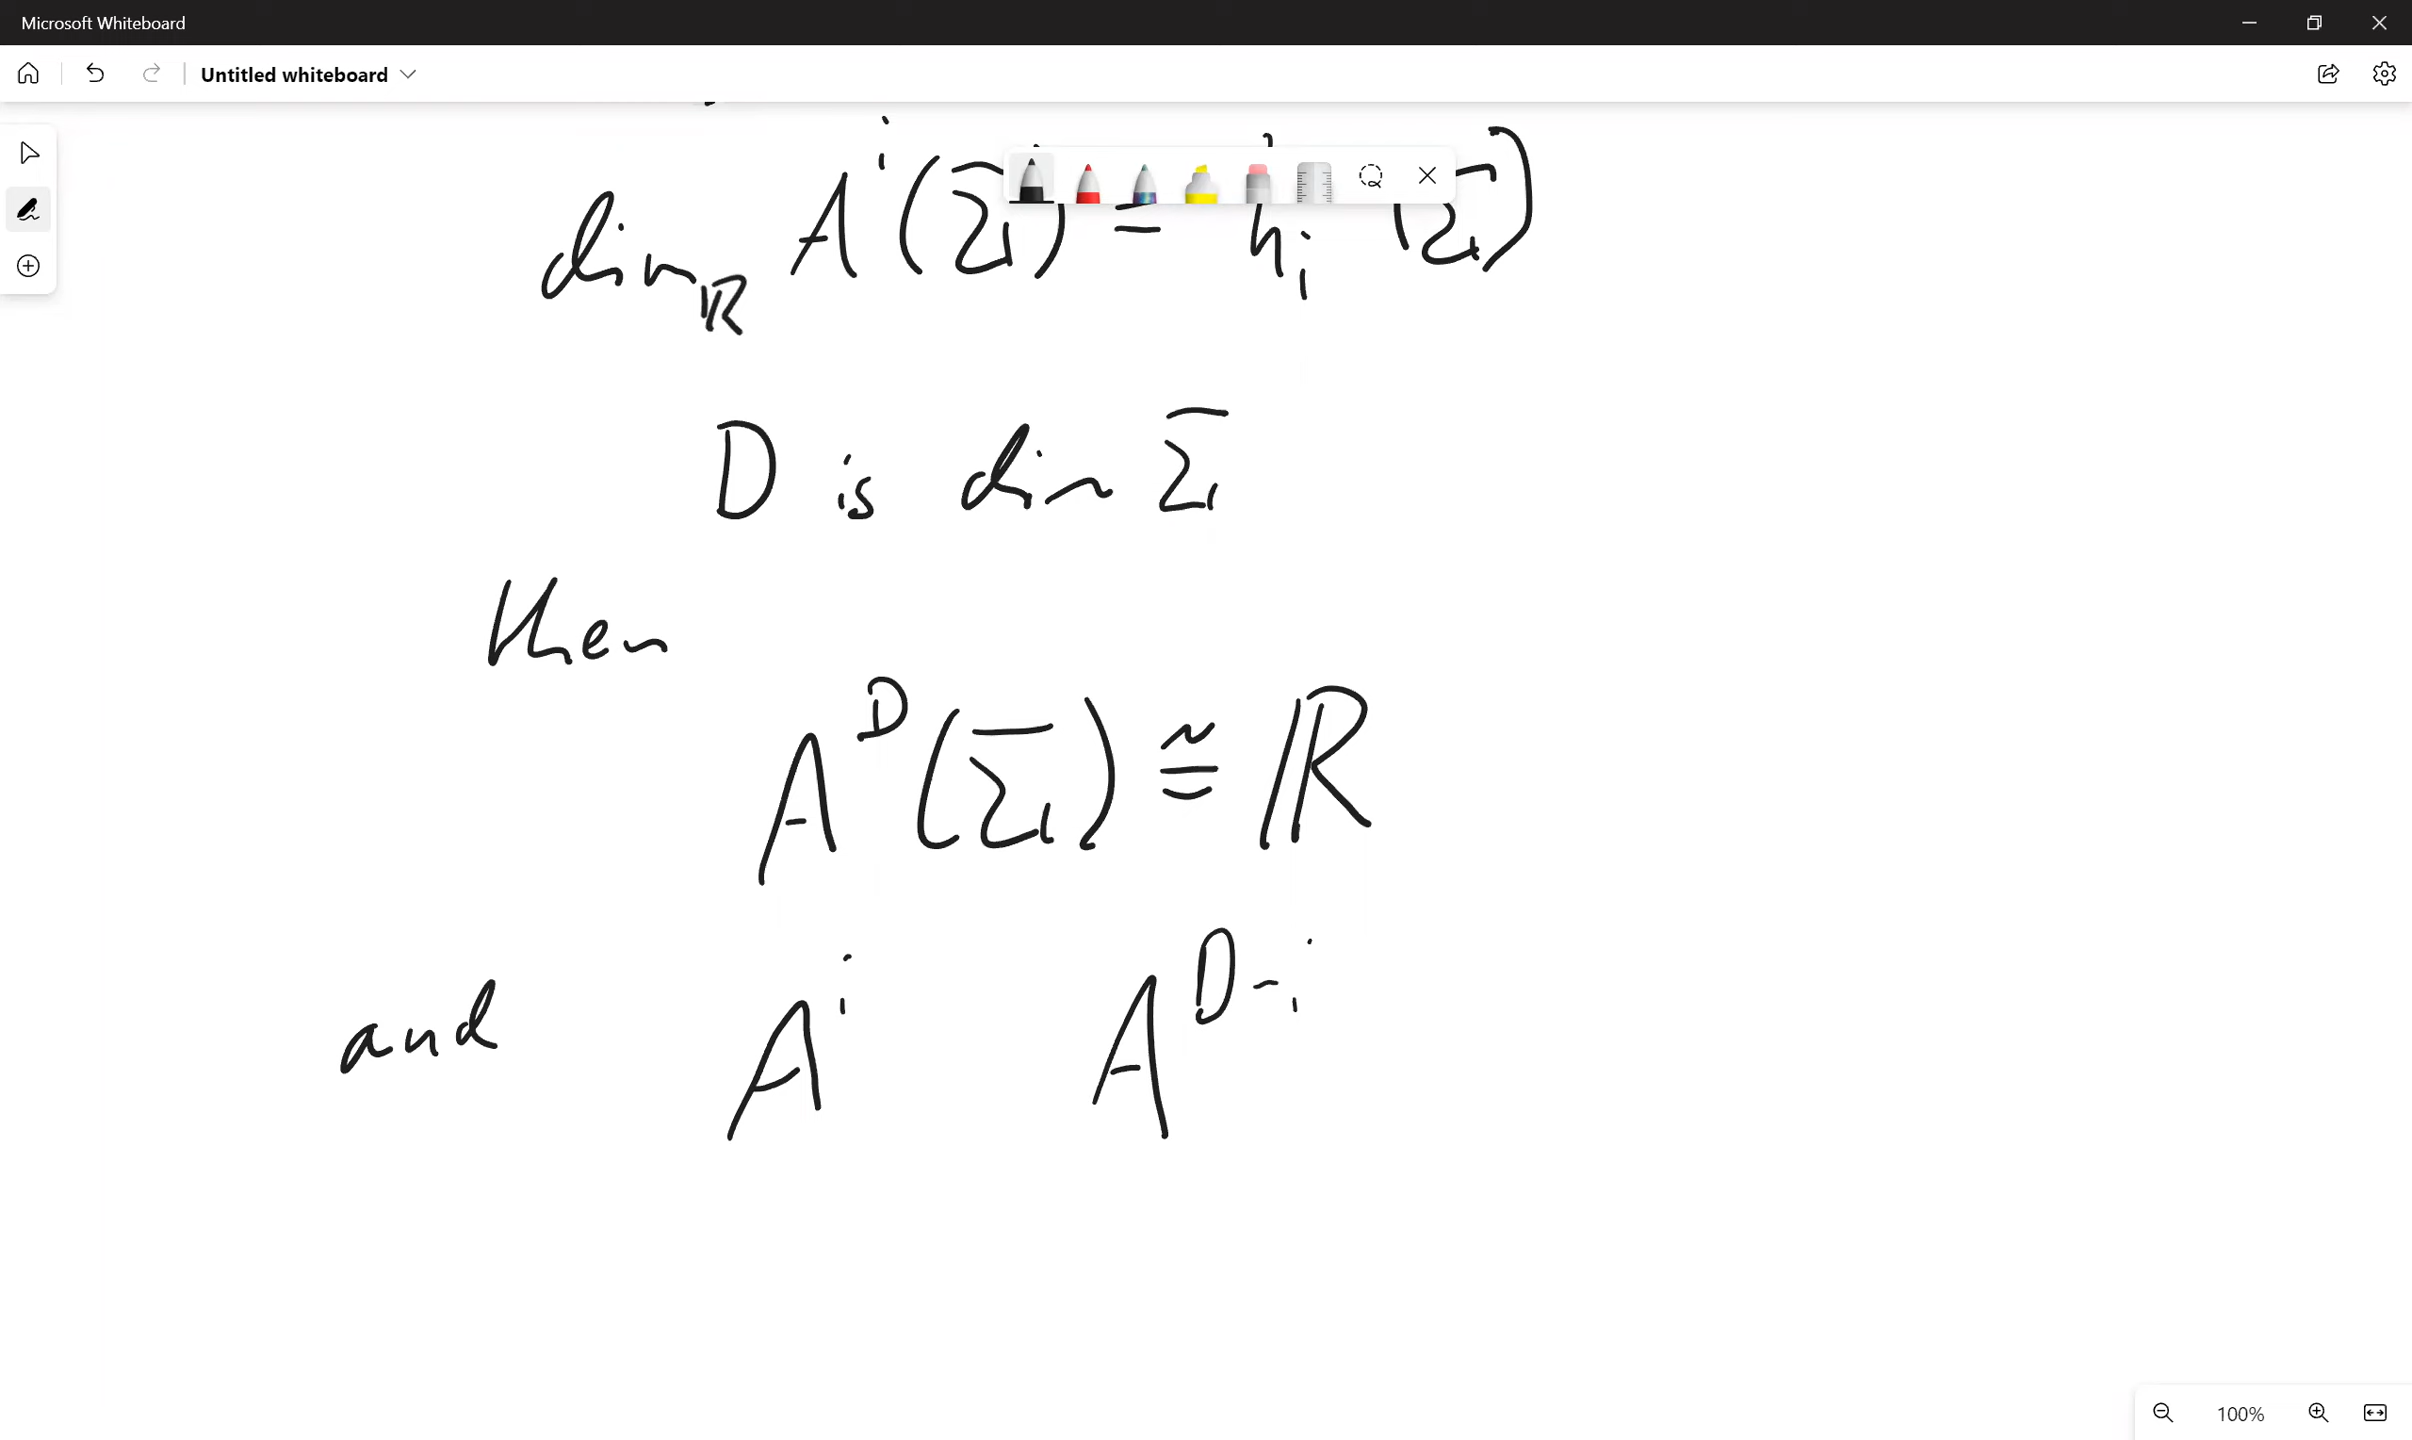 Microsoft Whiteboard
Untitled whiteboard
dim_ℝ A^i(Σ̅) = h_i(Σ̅)
D is dim Σ̅
then
A^D(Σ̅) ≅ ℝ
and A^i A^{D-i}
100%